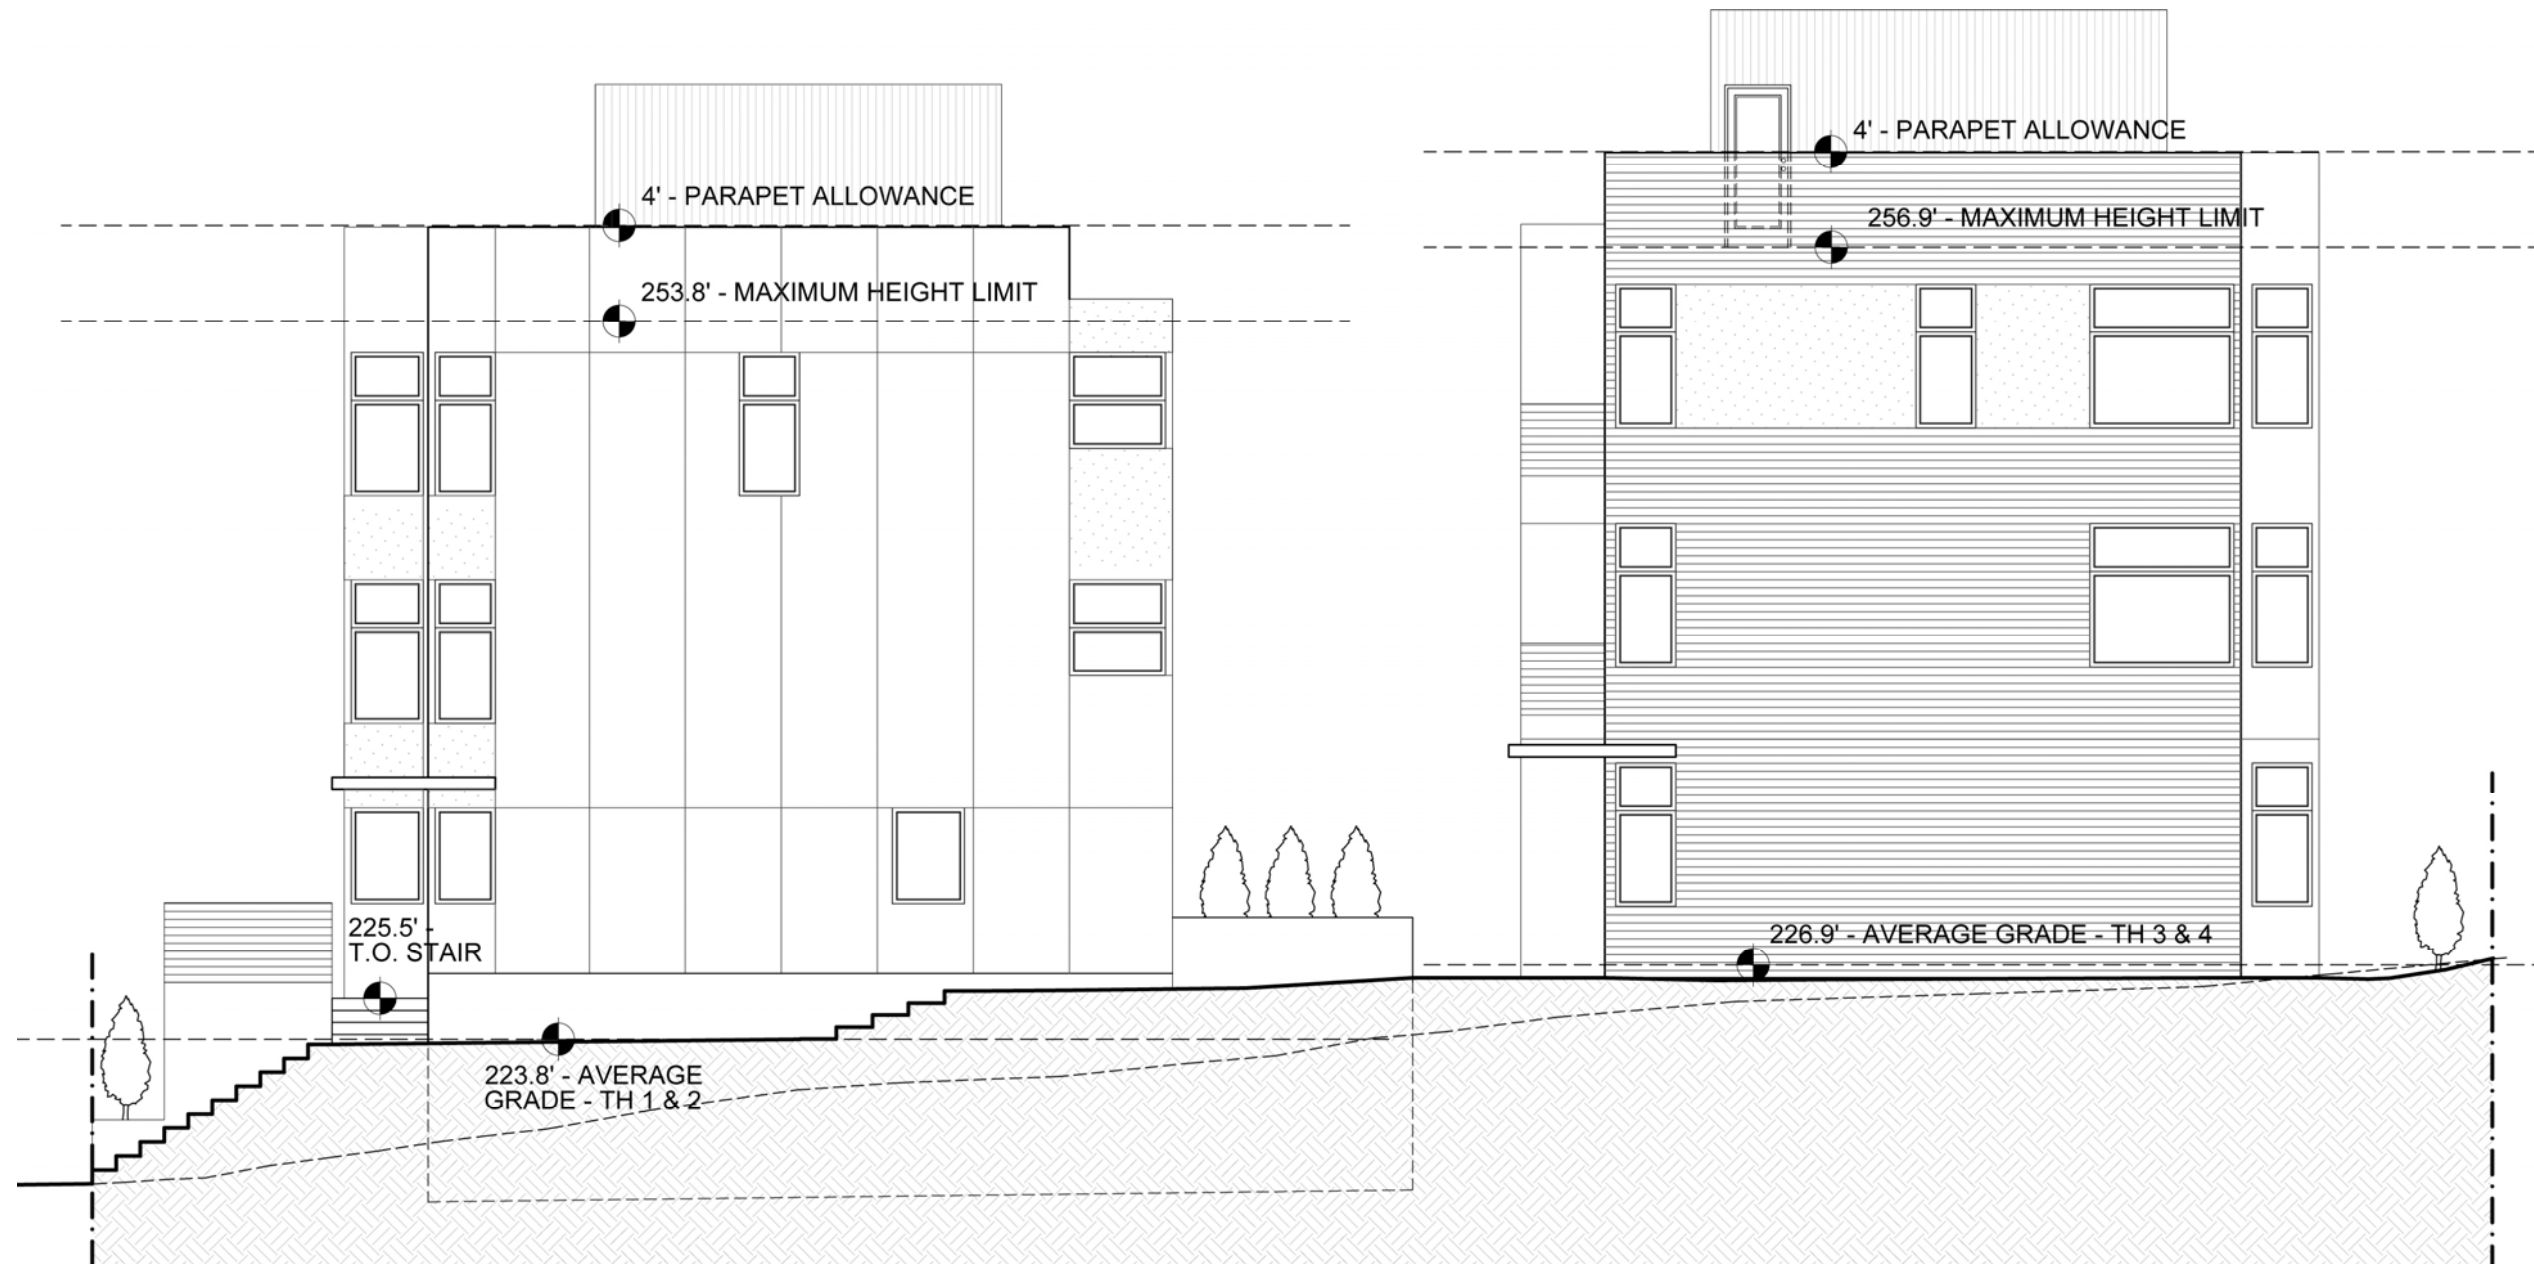 4' - PARAPET ALLOWANCE
253.8' - MAXIMUM HEIGHT LIMIT
225.5' -
T.O. STAIR
223.8' - AVERAGE
GRADE - TH 1 & 2
4' - PARAPET ALLOWANCE
256.9' - MAXIMUM HEIGHT LIMIT
226.9' - AVERAGE GRADE - TH 3 & 4